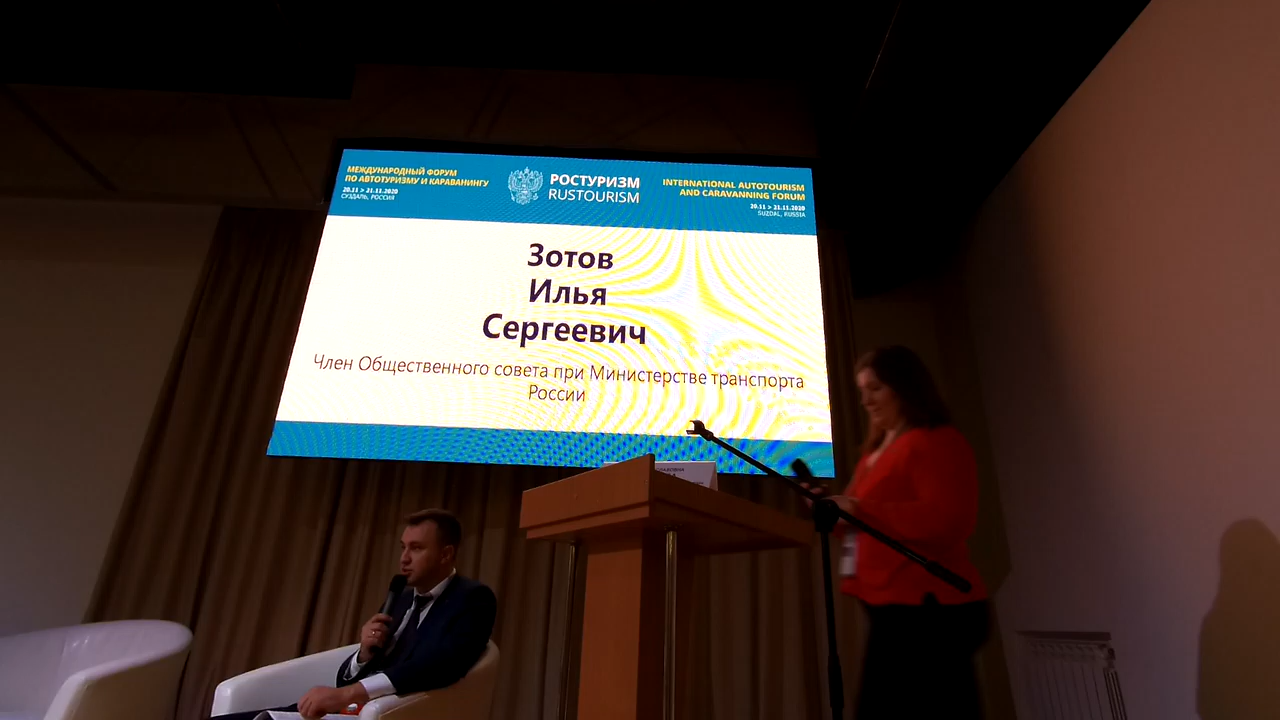 МЕЖДУНАРОДНЫЙ ФОРУМ
ПО АВТОТУРИЗМУ И КАРАВАНИНГУ
20.11 > 21.11.2020
СУЗДАЛЬ, РОССИЯ
РОСТУРИЗМ
RUSTOURISM
INTERNATIONAL AUTOTOURISM
AND CARAVANNING FORUM
20.11 > 21.11.2020
SUZDAL, RUSSIA
Зотов
Илья
Сергеевич
Член Общественного совета при Министерстве транспорта
России